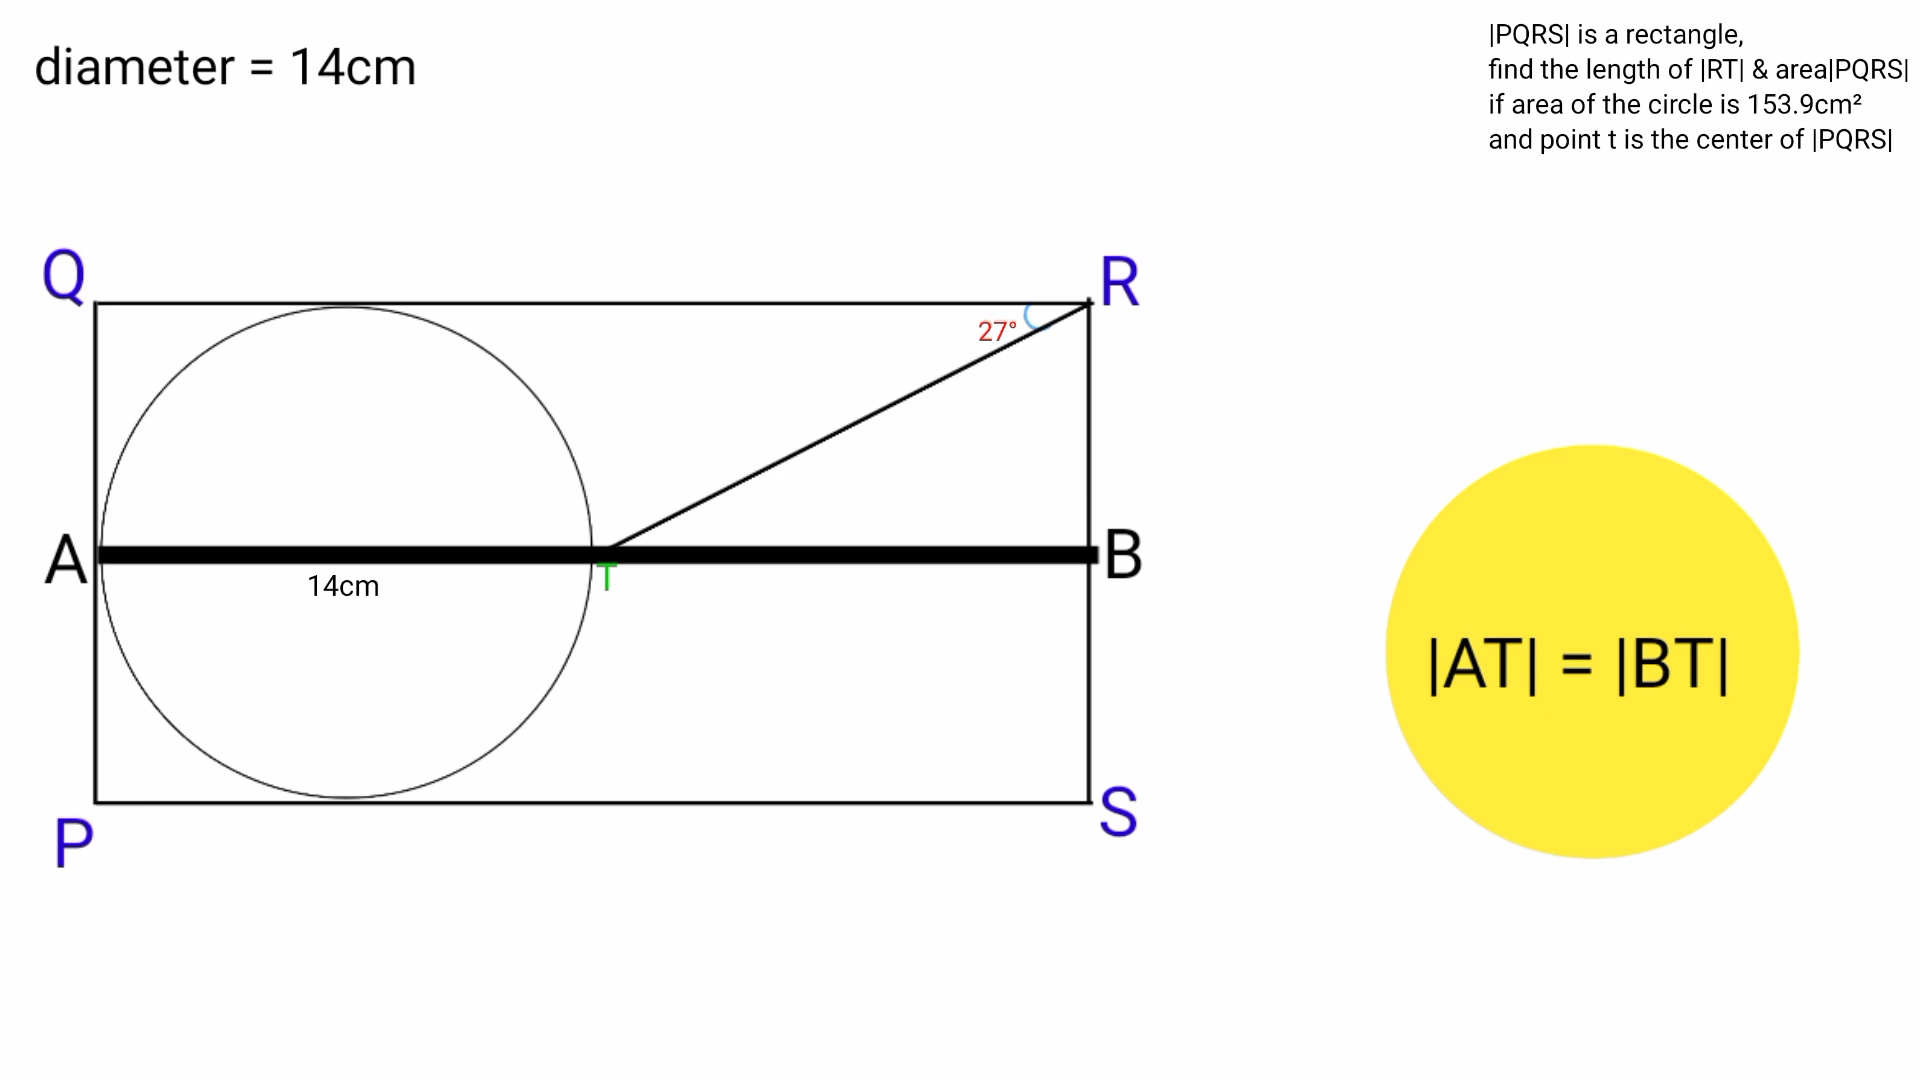 diameter = 14cm
|PQRS| is a rectangle,
find the length of |RT| & area|PQRS|
if area of the circle is 153.9cm²
and point t is the center of |PQRS|
Q
R
27°
A
B
14cm
T
|AT| = |BT|
P
S